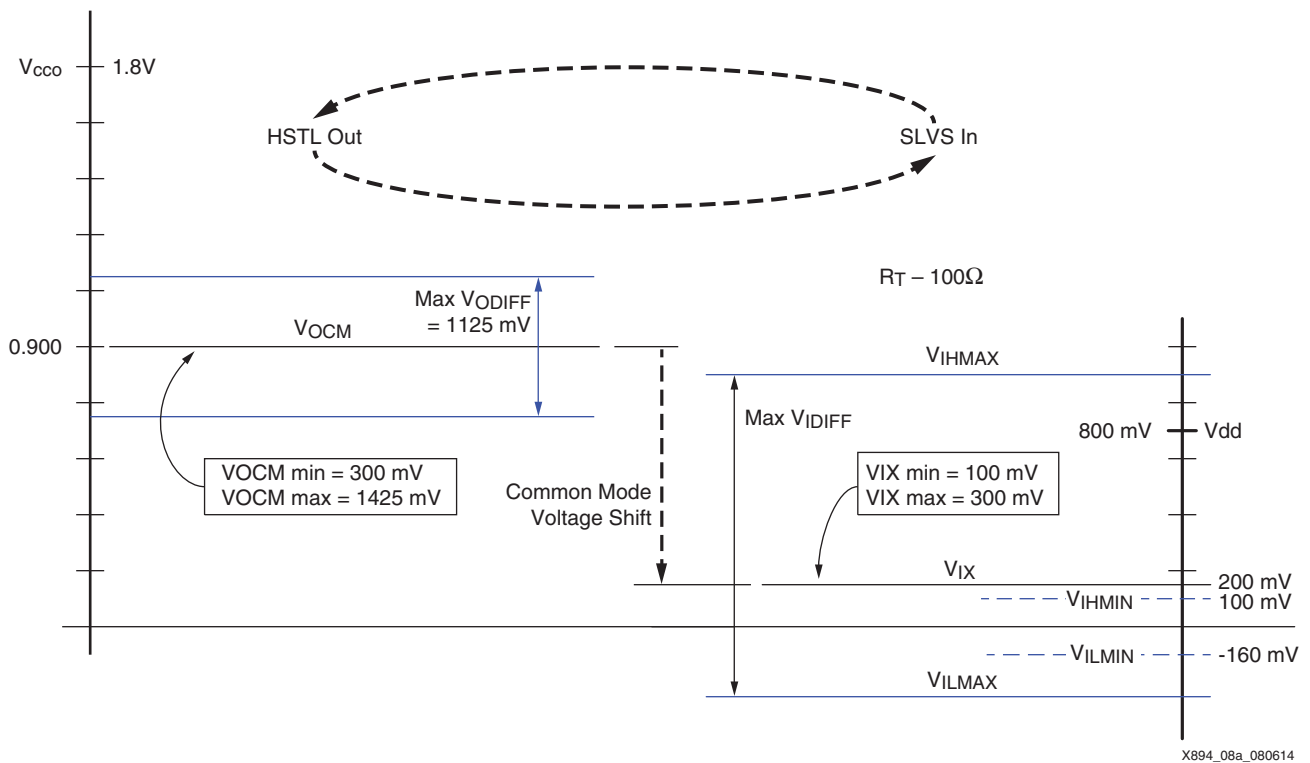 VCCO 1.8V
HSTL Out
SLVS In
RT – 100Ω
Max VODIFF
= 1125 mV
VOCM
0.900
VIHMAX
Max VIDIFF
800 mV Vdd
VOCM min = 300 mV
VOCM max = 1425 mV
VIX min = 100 mV
VIX max = 300 mV
Common Mode
Voltage Shift
VIX
200 mV
VIHMIN
100 mV
VILMIN
-160 mV
VILMAX
X894_08a_080614